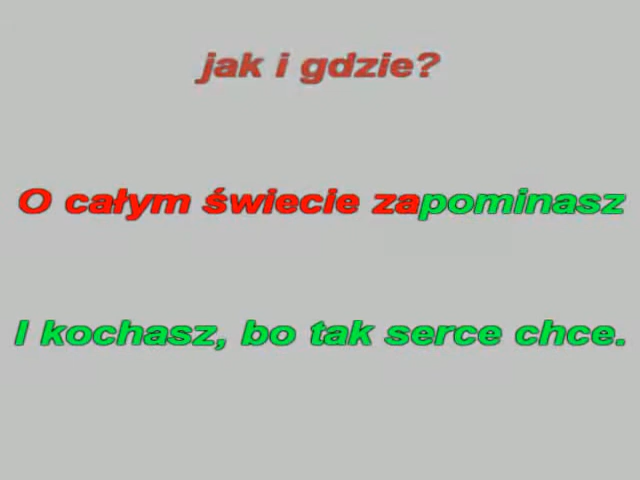 jak i gdzie?
O całym świecie zapominasz
I kochasz, bo tak serce chce.